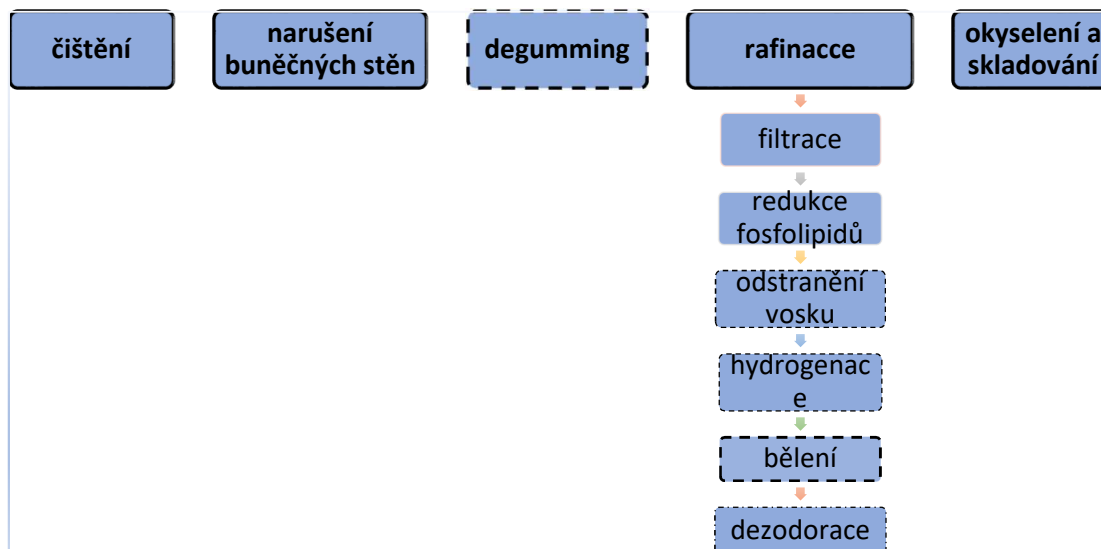 čištění
narušení
buněčných stěn
degumming
rafinacce
okyselení a
skladování
filtrace
redukce
fosfolipidů
odstranění
vosku
hydrogenac
e
bělení
dezodorace